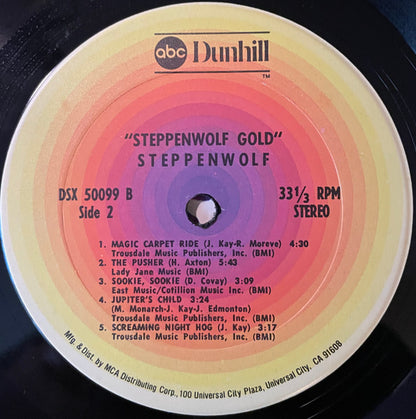 abc Dunhill
TM
"STEPPENWOLF GOLD"
STEPPENWOLF
DSX 50099 B
Side 2
33 1/3 RPM
STEREO
1. MAGIC CARPET RIDE (J. Kay-R. Moreve) 4:30
Trousdale Music Publishers, Inc. (BMI)
2. THE PUSHER (H. Axton) 5:43
Lady Jane Music (BMI)
3. SOOKIE, SOOKIE (D. Covay) 3:09
East Music/Cotillion Music Inc. (BMI)
4. JUPITER'S CHILD 3:24
(M. Monarch-J. Kay-J. Edmonton)
Trousdale Music Publishers, Inc. (BMI)
5. SCREAMING NIGHT HOG (J. Kay) 3:17
Trousdale Music Publishers, Inc. (BMI)
Mfg. & Dist. by MCA Distributing Corp., 100 Universal City Plaza, Universal City, CA 91608